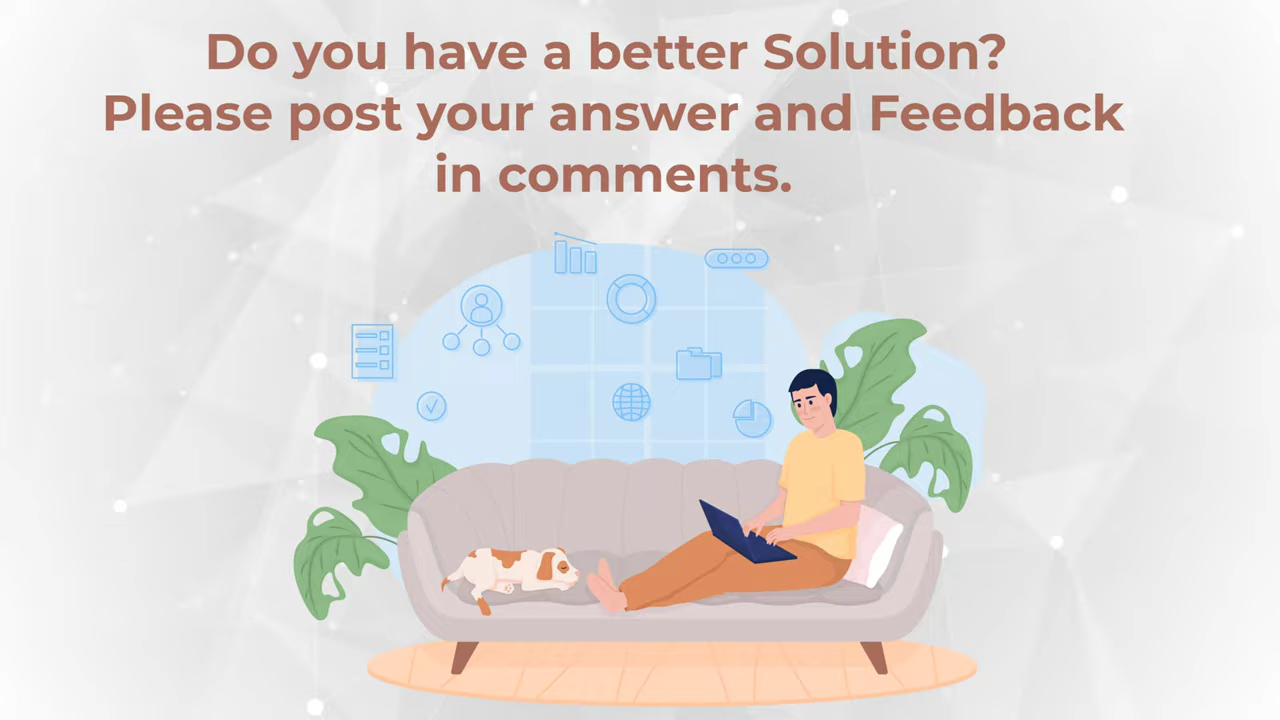 Do you have a better Solution?
Please post your answer and Feedback
in comments.